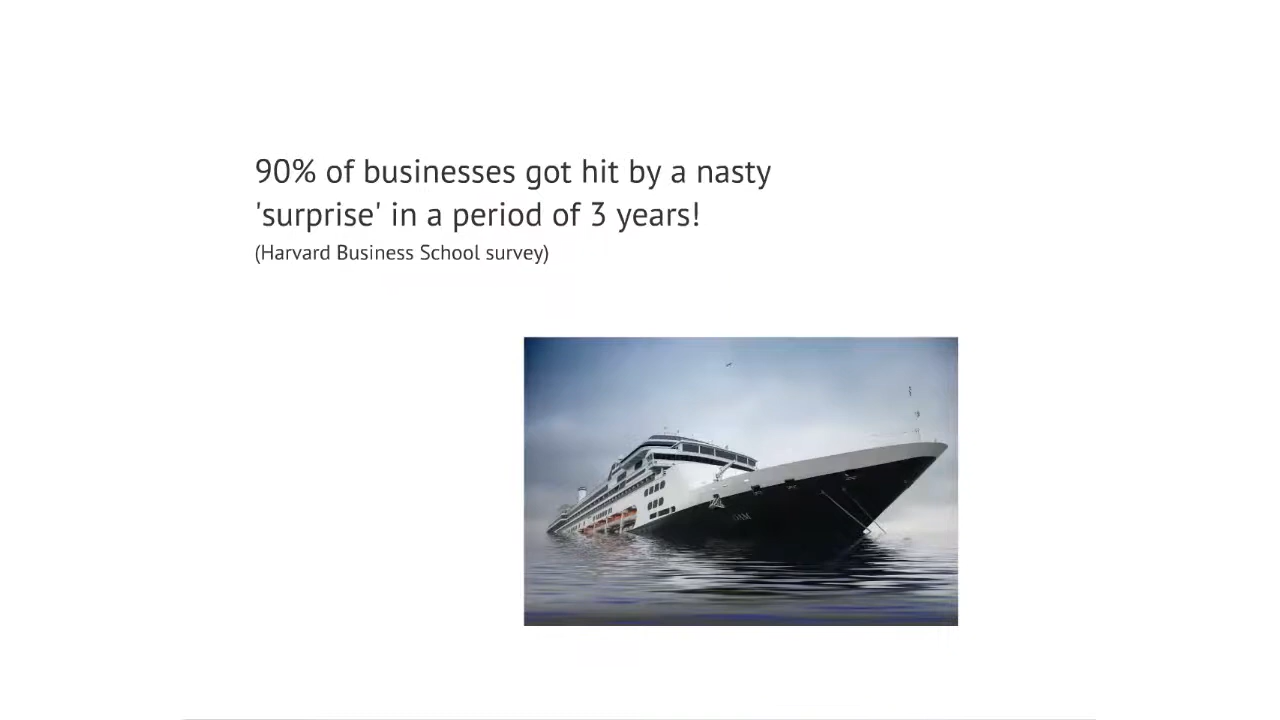 90% of businesses got hit by a nasty
'surprise' in a period of 3 years!
(Harvard Business School survey)